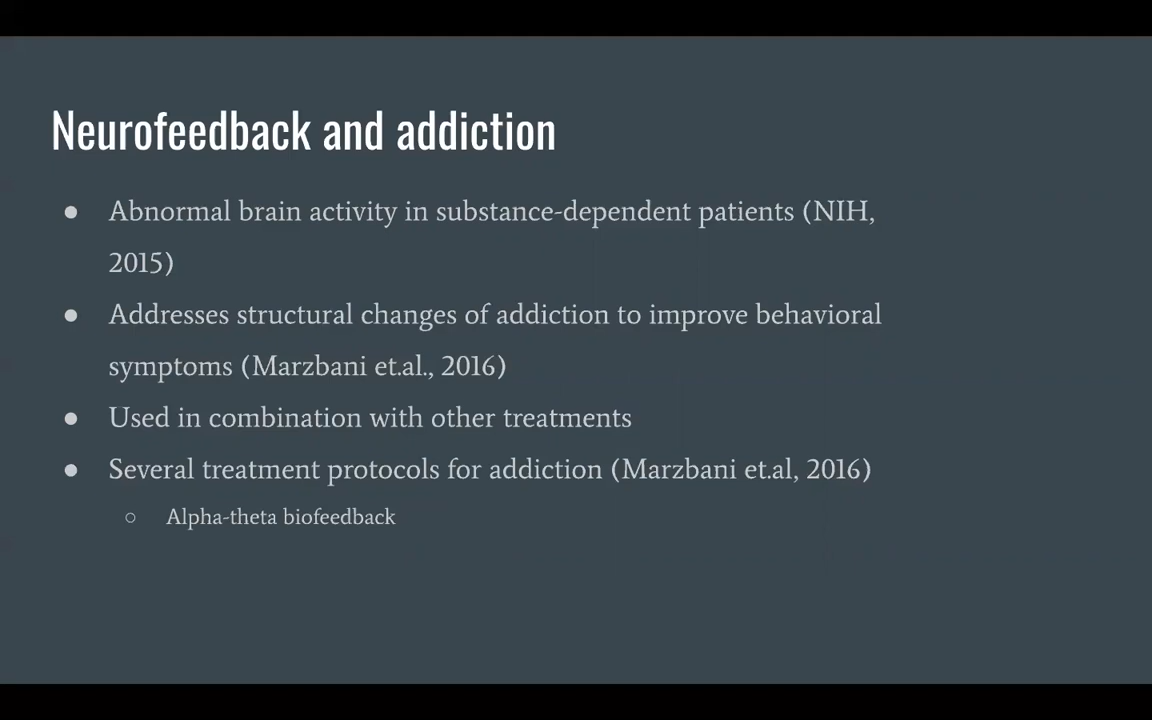 Neurofeedback and addiction
● Abnormal brain activity in substance-dependent patients (NIH,
2015)
● Addresses structural changes of addiction to improve behavioral
symptoms (Marzbani et.al., 2016)
● Used in combination with other treatments
● Several treatment protocols for addiction (Marzbani et.al, 2016)
○ Alpha-theta biofeedback